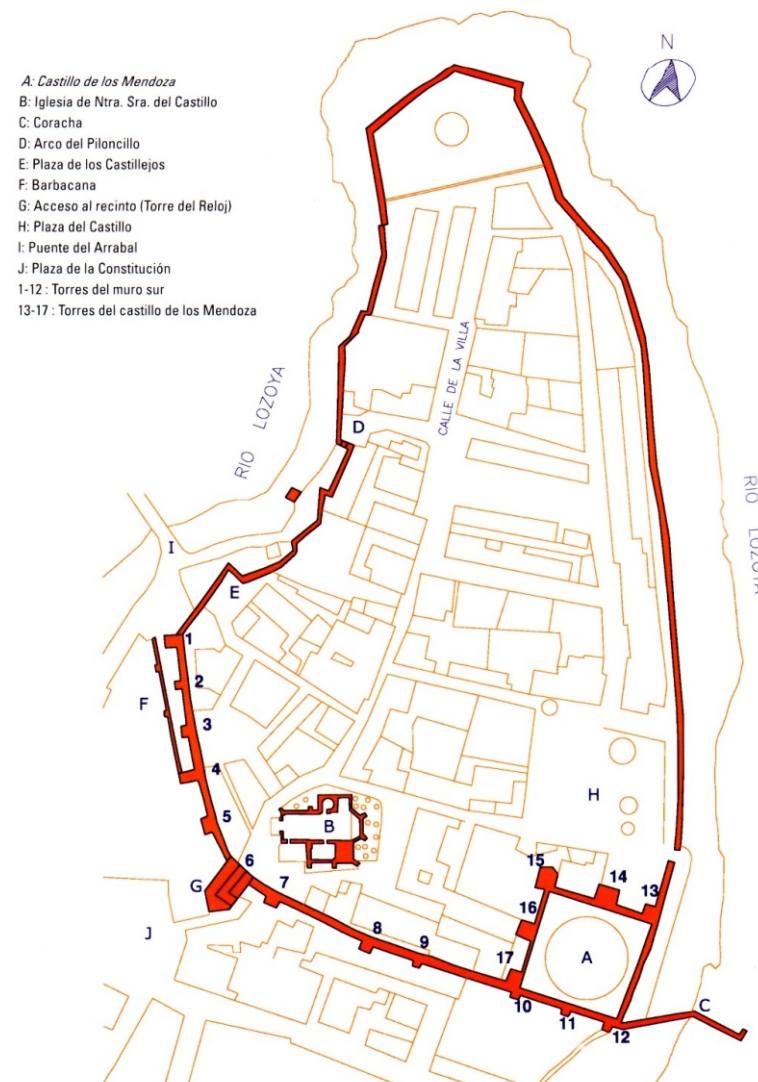 A: Castillo de los Mendoza
B: Iglesia de Ntra. Sra. del Castillo
C: Coracha
D: Arco del Piloncillo
E: Plaza de los Castillejos
F: Barbacana
G: Acceso al recinto (Torre del Reloj)
H: Plaza del Castillo
I: Puente del Arrabal
J: Plaza de la Constitución
1-12 : Torres del muro sur
13-17 : Torres del castillo de los Mendoza
N
CALLE DE LA VILLA
RIO LOZOYA
D
RIO LOZOYA
I
E
1
2
F
3
4
H
5
B
6
15
14
13
G
7
16
J
8
9
17
A
10
11
12
C